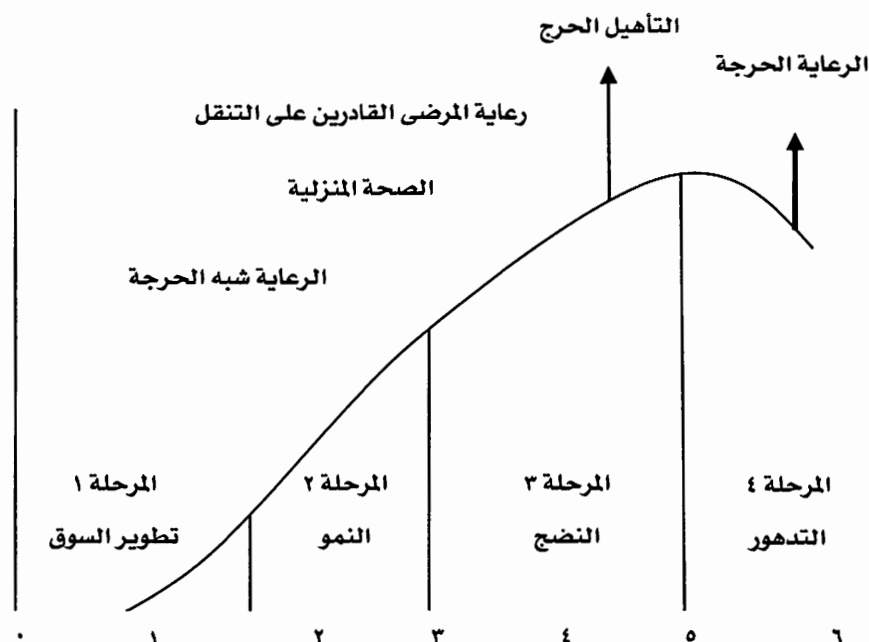 التأهيل الحرج
الرعاية الحرجة
رعاية المرضى القادرين على التنقل
الصحة المنزلية
الرعاية شبه الحرجة
المرحلة ١
تطوير السوق
المرحلة ٢
النمو
المرحلة ٣
النضج
المرحلة ٤
التدهور
٠ ١ ٢ ٣ ٤ ٥ ٦